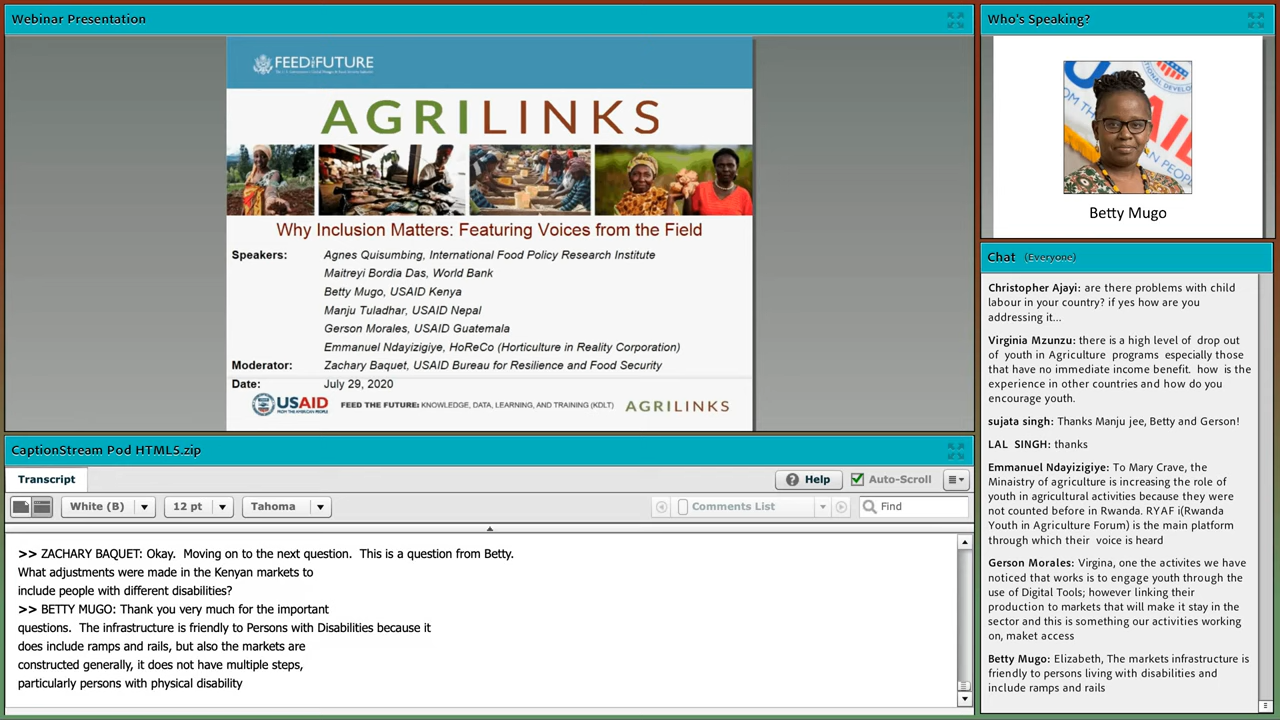 Webinar Presentation
FEED THE FUTURE
AGRILINKS
Why Inclusion Matters: Featuring Voices from the Field
Speakers: Agnes Quisumbing, International Food Policy Research Institute
Maitreyi Bordia Das, World Bank
Betty Mugo, USAID Kenya
Manju Tuladhar, USAID Nepal
Gerson Morales, USAID Guatemala
Emmanuel Ndayizigiye, HoReCo (Horticulture in Reality Corporation)
Moderator: Zachary Baquet, USAID Bureau for Resilience and Food Security
Date: July 29, 2020
USAID
FROM THE AMERICAN PEOPLE
FEED THE FUTURE: KNOWLEDGE, DATA, LEARNING, AND TRAINING (KDLT)
AGRILINKS
CaptionStream Pod HTML5.zip
Transcript
Help
Auto-Scroll
White (B)
12 pt
Tahoma
Comments List
Find
>> ZACHARY BAQUET: Okay. Moving on to the next question. This is a question from Betty.
What adjustments were made in the Kenyan markets to
include people with different disabilities?
>> BETTY MUGO: Thank you very much for the important
questions. The infrastructure is friendly to Persons with Disabilities because it
does include ramps and rails, but also the markets are
constructed generally, it does not have multiple steps,
particularly persons with physical disability
Who's Speaking?
Betty Mugo
Chat (Everyone)
Christopher Ajayi: are there problems with child
labour in your country? if yes how are you
addressing it...
Virginia Mzunzu: there is a high level of drop out
of youth in Agriculture programs especially those
that have no immediate income benefit. how is the
experience in other countries and how do you
encourage youth.
sujata singh: Thanks Manju jee, Betty and Gerson!
LAL SINGH: thanks
Emmanuel Ndayizigiye: To Mary Crave, the
Minaistry of agriculture is increasing the role of
youth in agricultural activities because they were
not counted before in Rwanda. RYAF i(Rwanda
Youth in Agriculture Forum) is the main platform
through which their voice is heard
Gerson Morales: Virgina, one the activites we have
noticed that works is to engage youth through the
use of Digital Tools; however linking their
production to markets that will make it stay in the
sector and this is something our activities working
on, maket access
Betty Mugo: Elizabeth, The markets infrastructure is
friendly to persons living with disabilities and
include ramps and rails